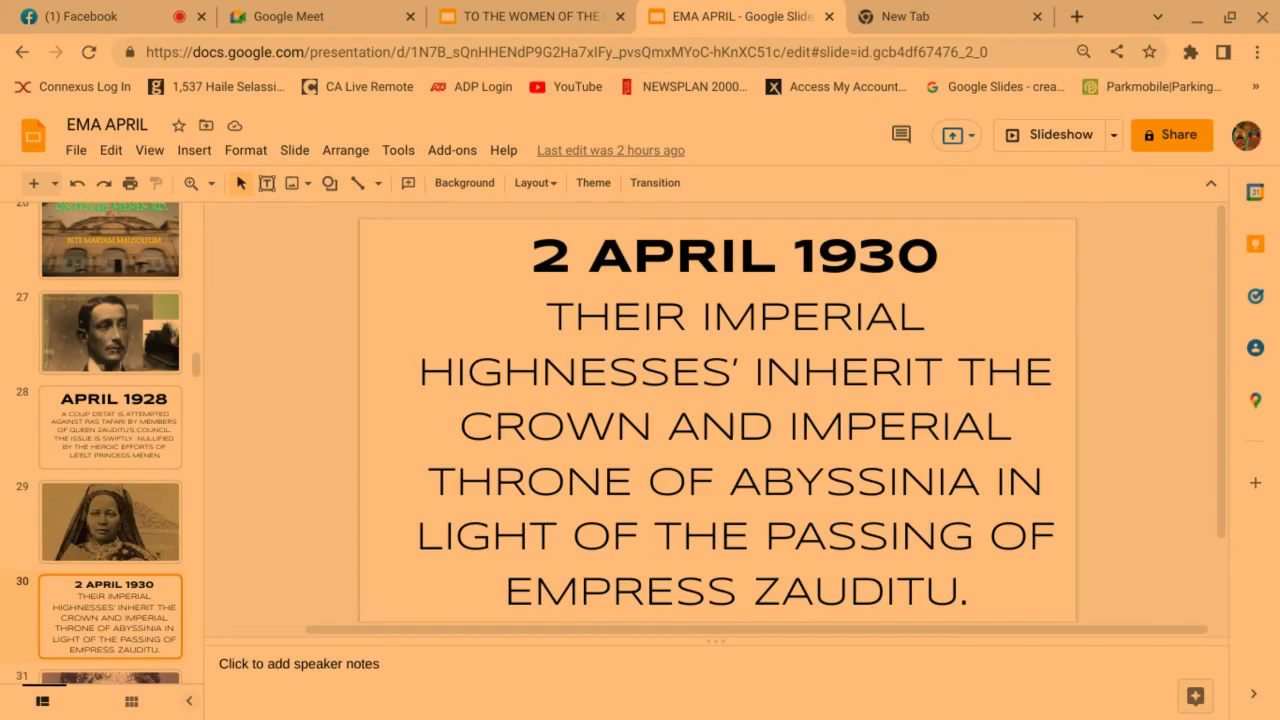 (1) Facebook
Google Meet
TO THE WOMEN OF THE
EMA APRIL - Google Slide
New Tab
https://docs.google.com/presentation/d/1N7B_sQnHHENdP9G2Ha7xIFy_pvsQmxMYoC-hKnXC51c/edit#slide=id.gcb4df67476_2_0
Connexus Log In
1,537 Haile Selassi...
CA Live Remote
ADP Login
YouTube
NEWSPLAN 2000...
Access My Account...
Google Slides - crea...
Parkmobile|Parking...
EMA APRIL
File Edit View Insert Format Slide Arrange Tools Add-ons Help Last edit was 2 hours ago
Slideshow
Share
Background Layout Theme Transition
BETE MARYAM MAUSOLEUM
27
28
APRIL 1928
A COUP D'ETAT IS ATTEMPTED
AGAINST RAS TAFARI BY MEMBERS
OF QUEEN ZAUDITU'S COUNCIL.
THE ISSUE IS SWIFTLY NULLIFIED
BY THE HEROIC EFFORTS OF
LE'ELT PRINCESS MENEN.
29
30
2 APRIL 1930
THEIR IMPERIAL
HIGHNESSES' INHERIT THE
CROWN AND IMPERIAL
THRONE OF ABYSSINIA IN
LIGHT OF THE PASSING OF
EMPRESS ZAUDITU.
31
2 APRIL 1930
THEIR IMPERIAL
HIGHNESSES' INHERIT THE
CROWN AND IMPERIAL
THRONE OF ABYSSINIA IN
LIGHT OF THE PASSING OF
EMPRESS ZAUDITU.
Click to add speaker notes